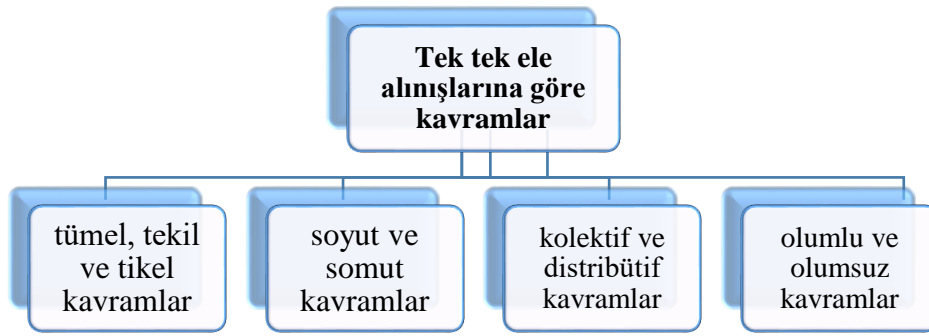 Tek tek ele
alınışlarına göre
kavramlar
tümel, tekil
ve tikel
kavramlar
soyut ve
somut
kavramlar
kolektif ve
distribütif
kavramlar
olumlu ve
olumsuz
kavramlar